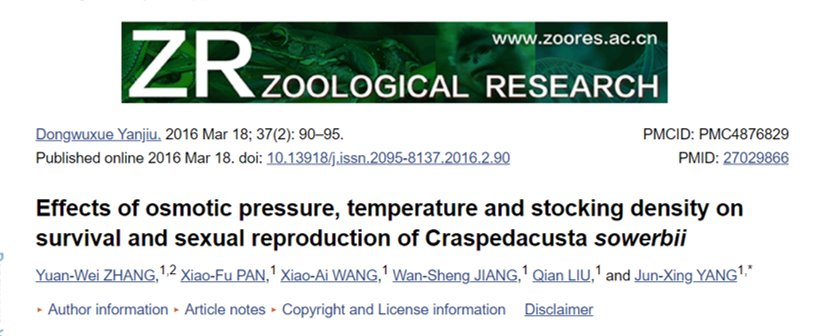 ZR ZOOLOGICAL RESEARCH
www.zoores.ac.cn
Dongwuxue Yanjiu. 2016 Mar 18; 37(2): 90–95.
PMCID: PMC4876829
Published online 2016 Mar 18. doi: 10.13918/j.issn.2095-8137.2016.2.90
PMID: 27029866
Effects of osmotic pressure, temperature and stocking density on
survival and sexual reproduction of Craspedacusta sowerbii
Yuan-Wei ZHANG,1,2 Xiao-Fu PAN,1 Xiao-Ai WANG,1 Wan-Sheng JIANG,1 Qian LIU,1 and Jun-Xing YANG1,*
▸ Author information ▸ Article notes ▸ Copyright and License information Disclaimer